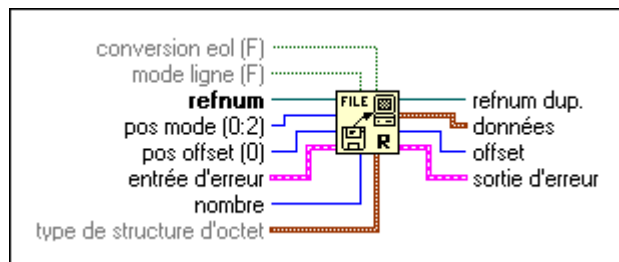 conversion eol (F)
mode ligne (F)
refnum
pos mode (0:2)
pos offset (0)
entrée d'erreur
nombre
type de structure d'octet
FILE
R
refnum dup.
données
offset
sortie d'erreur